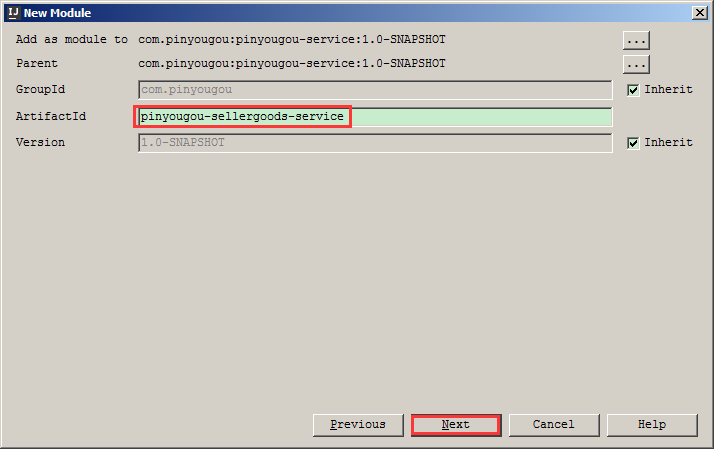 IJ New Module
Add as module to com.pinyougou:pinyougou-service:1.0-SNAPSHOT ...
Parent com.pinyougou:pinyougou-service:1.0-SNAPSHOT ...
GroupId com.pinyougou Inherit
ArtifactId pinyougou-sellergoods-service
Version 1.0-SNAPSHOT Inherit
Previous Next Cancel Help